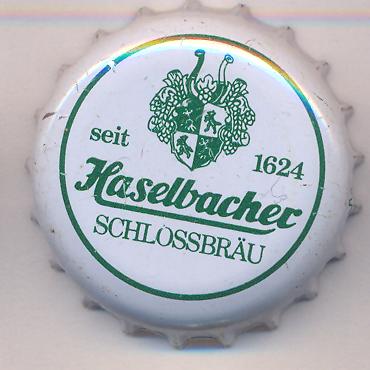 seit 1624
Haselbacher
SCHLOSSBRÄU